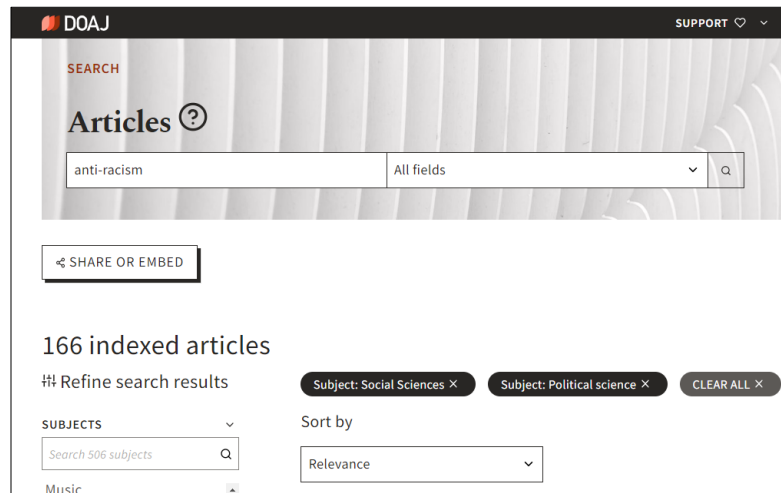 DOAJ
SUPPORT
SEARCH
Articles ?
anti-racism
All fields
SHARE OR EMBED
166 indexed articles
Refine search results
Subject: Social Sciences ×
Subject: Political science ×
CLEAR ALL ×
SUBJECTS
Search 506 subjects
Music
Sort by
Relevance